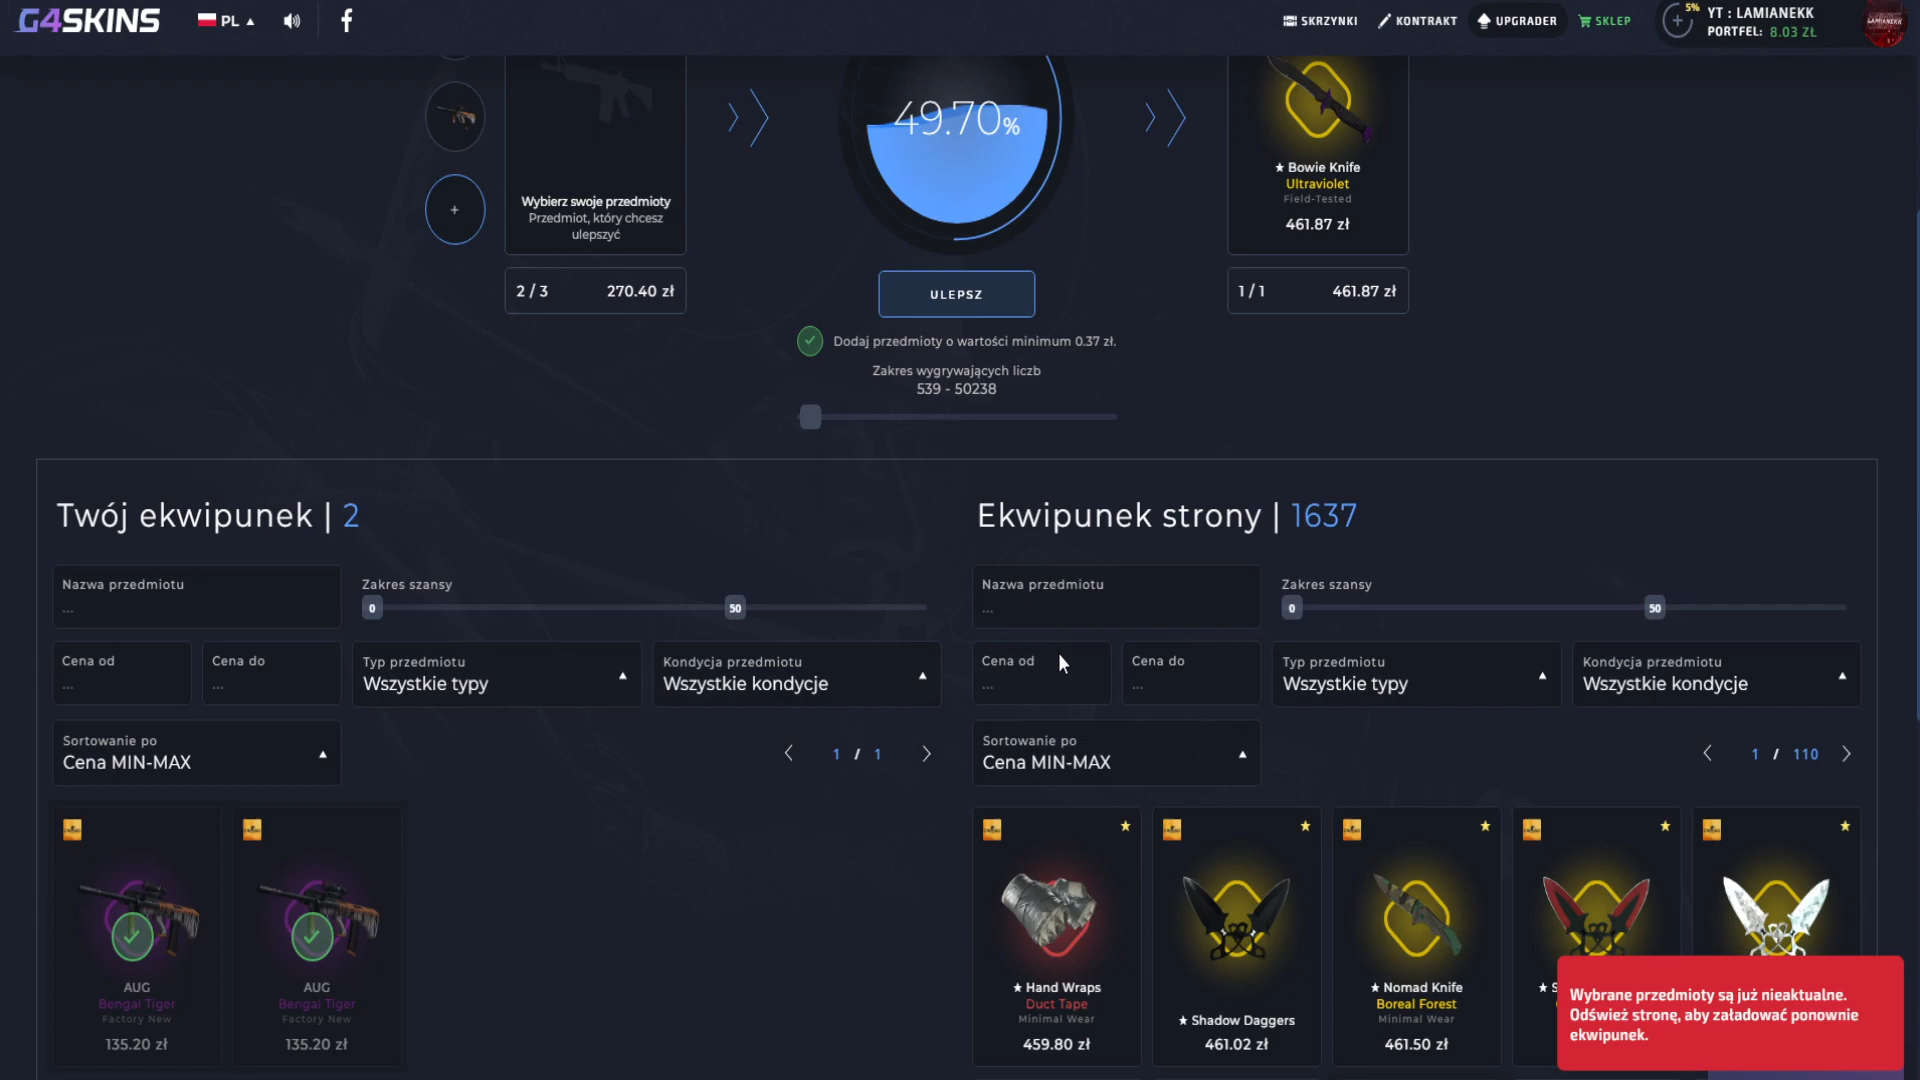 G4SKINS
PL
SKRZYNKI
KONTRAKT
UPGRADER
SKLEP
5%
YT : LAMIANEKK
PORTFEL: 8.03 ZŁ
LAMIANEKK
49.70%
Wybierz swoje przedmioty
Przedmiot, który chcesz
ulepszyć
2 / 3 270.40 zł
+
★ Bowie Knife
Ultraviolet
Field-Tested
461.87 zł
1 / 1 461.87 zł
ULEPSZ
Dodaj przedmioty o wartości minimum 0.37 zł.
Zakres wygrywających liczb
539 - 50238
Twój ekwipunek | 2
Nazwa przedmiotu
...
Zakres szansy
0 50
Cena od
...
Cena do
...
Typ przedmiotu
Wszystkie typy
Kondycja przedmiotu
Wszystkie kondycje
Sortowanie po
Cena MIN-MAX
1 / 1
AUG
Bengal Tiger
Factory New
135.20 zł
AUG
Bengal Tiger
Factory New
135.20 zł
Ekwipunek strony | 1637
Nazwa przedmiotu
...
Zakres szansy
0 50
Cena od
...
Cena do
...
Typ przedmiotu
Wszystkie typy
Kondycja przedmiotu
Wszystkie kondycje
Sortowanie po
Cena MIN-MAX
1 / 110
★ Hand Wraps
Duct Tape
Minimal Wear
459.80 zł
★ Shadow Daggers
461.02 zł
★ Nomad Knife
Boreal Forest
Minimal Wear
461.50 zł
Wybrane przedmioty są już nieaktualne.
Odśwież stronę, aby załadować ponownie
ekwipunek.